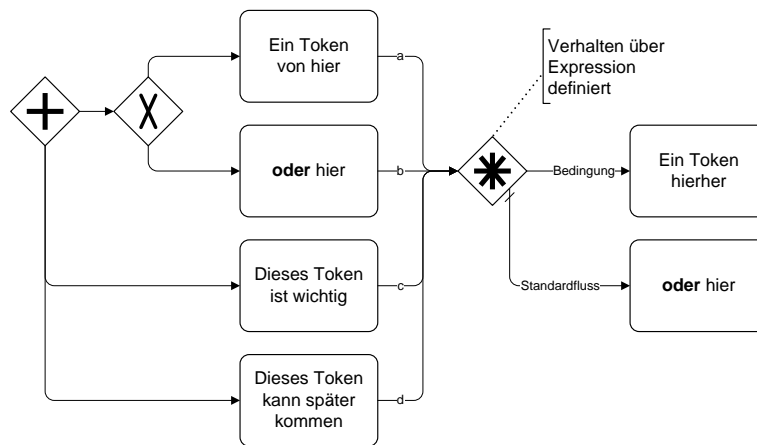 Ein Token
von hier
a
Verhalten über
Expression
definiert
oder hier
b
Bedingung
Ein Token
hierher
Dieses Token
ist wichtig
c
Standardfluss
oder hier
Dieses Token
kann später
kommen
d